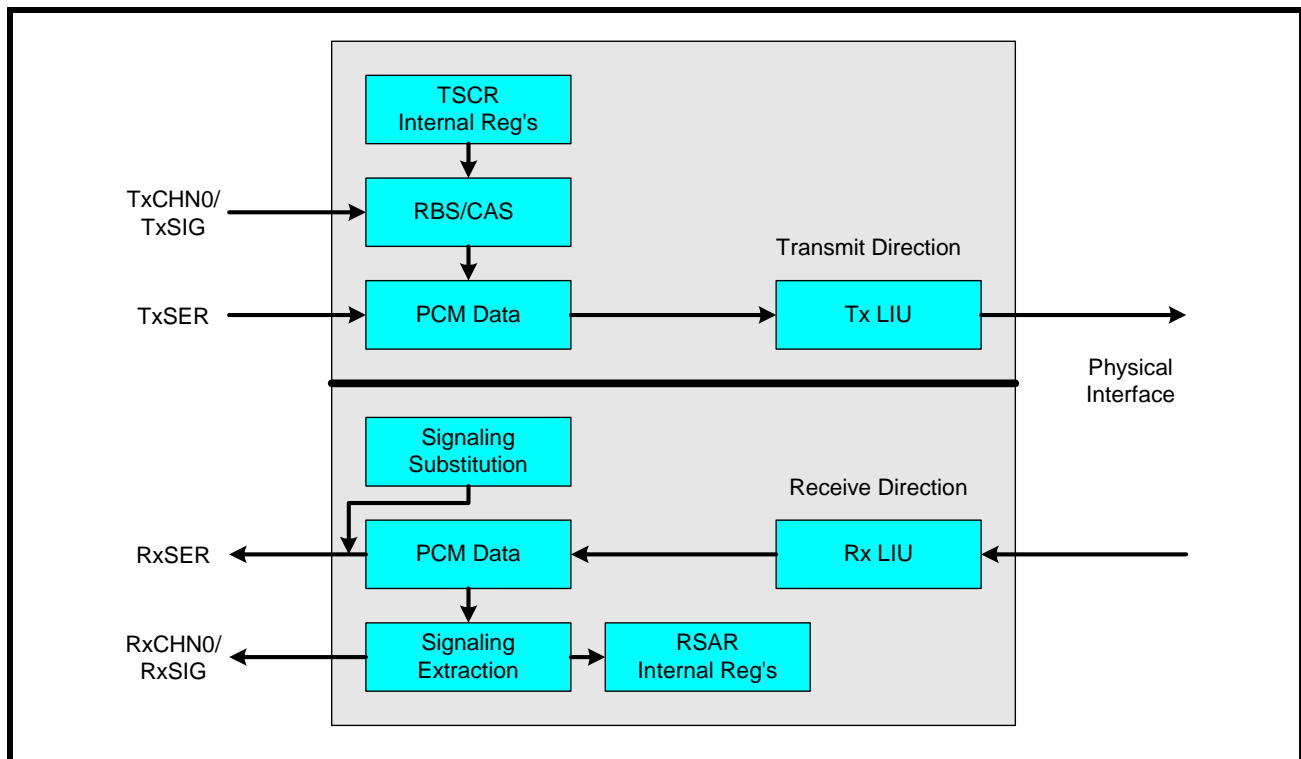 TSCR
Internal Reg's
TxCHN0/
TxSIG
RBS/CAS
Transmit Direction
TxSER
PCM Data
Tx LIU
Physical
Interface
Signaling
Substitution
Receive Direction
RxSER
PCM Data
Rx LIU
RxCHN0/
RxSIG
Signaling
Extraction
RSAR
Internal Reg's